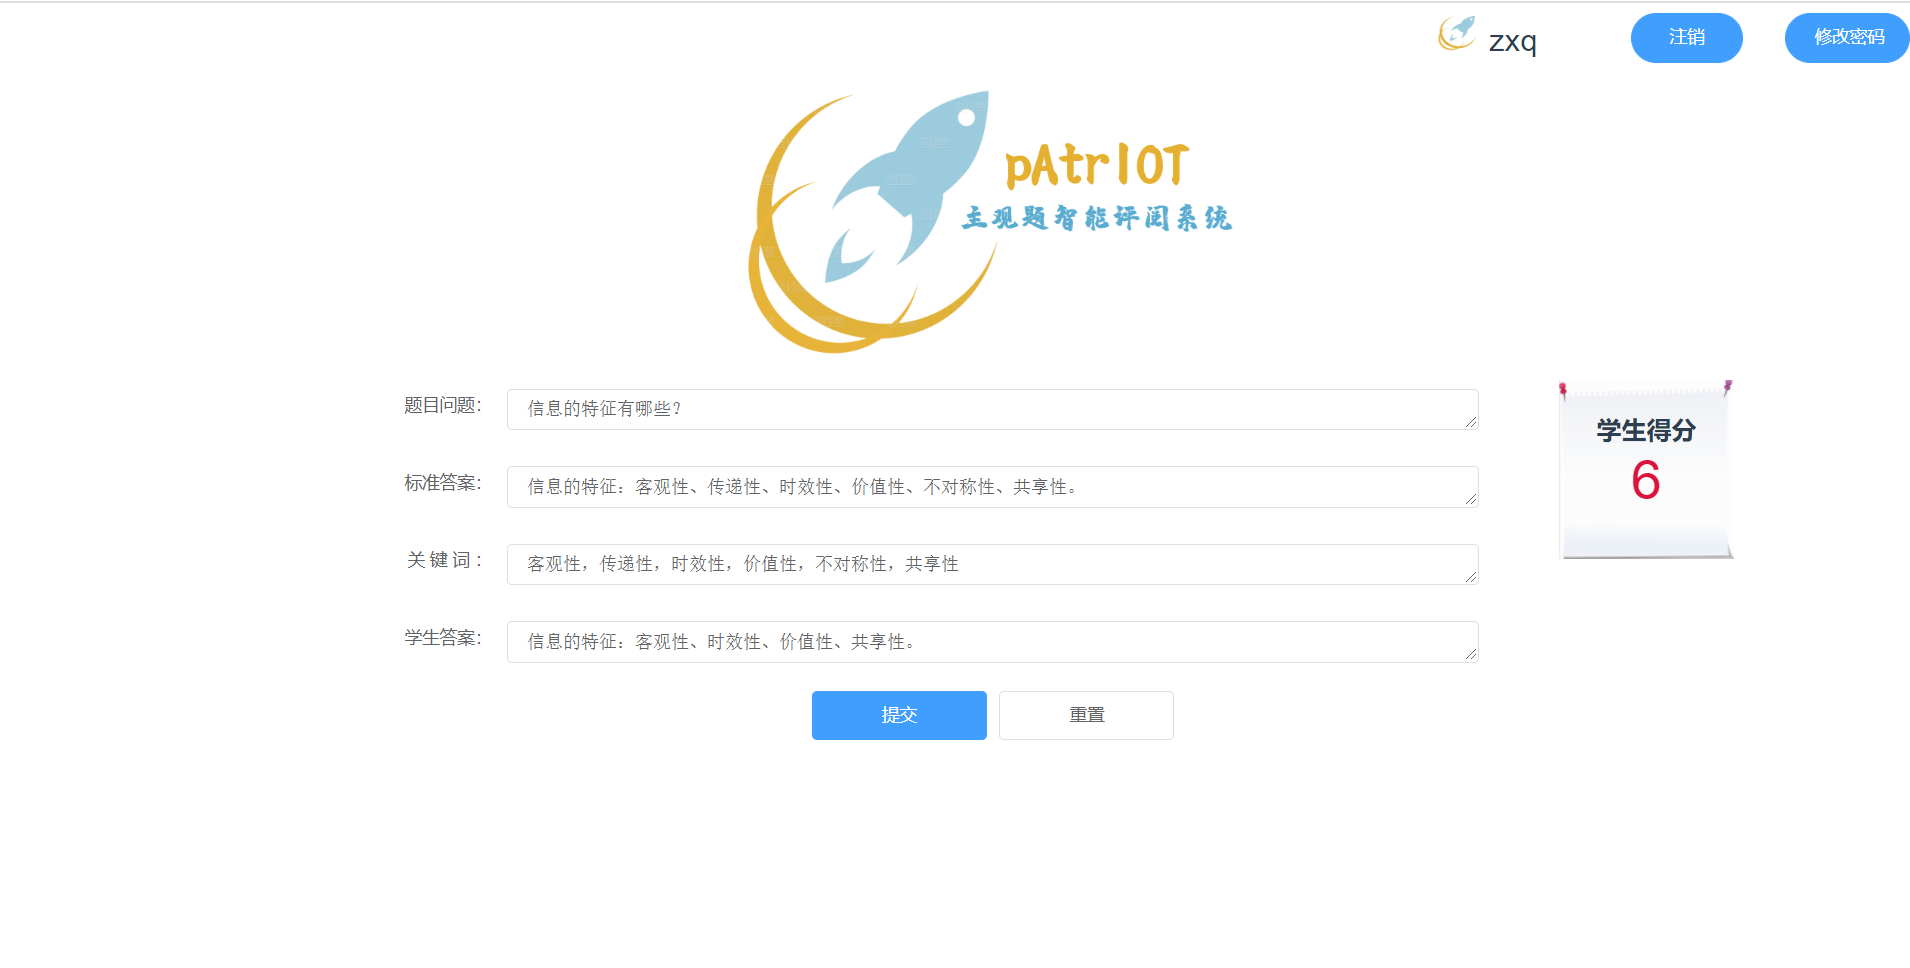 zxq
注销
修改密码
pAtrIOT
主观题智能评阅系统
题目问题：
信息的特征有哪些？
标准答案：
信息的特征：客观性、传递性、时效性、价值性、不对称性、共享性。
关 键 词 ：
客观性，传递性，时效性，价值性，不对称性，共享性
学生答案：
信息的特征：客观性、时效性、价值性、共享性。
学生得分
6
提交
重置